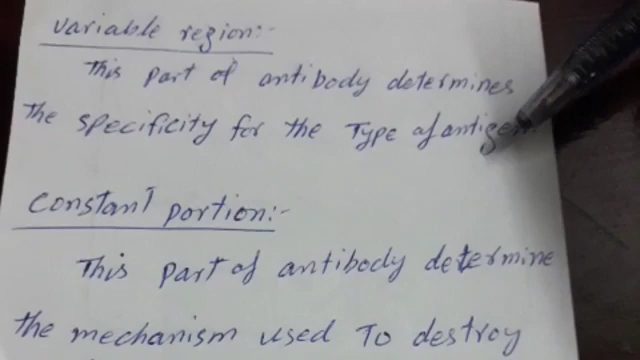 Variable region:-
This part of antibody determines
the specificity for the Type of antigen
Constant portion:-
This part of antibody determine
the mechanism used To destroy